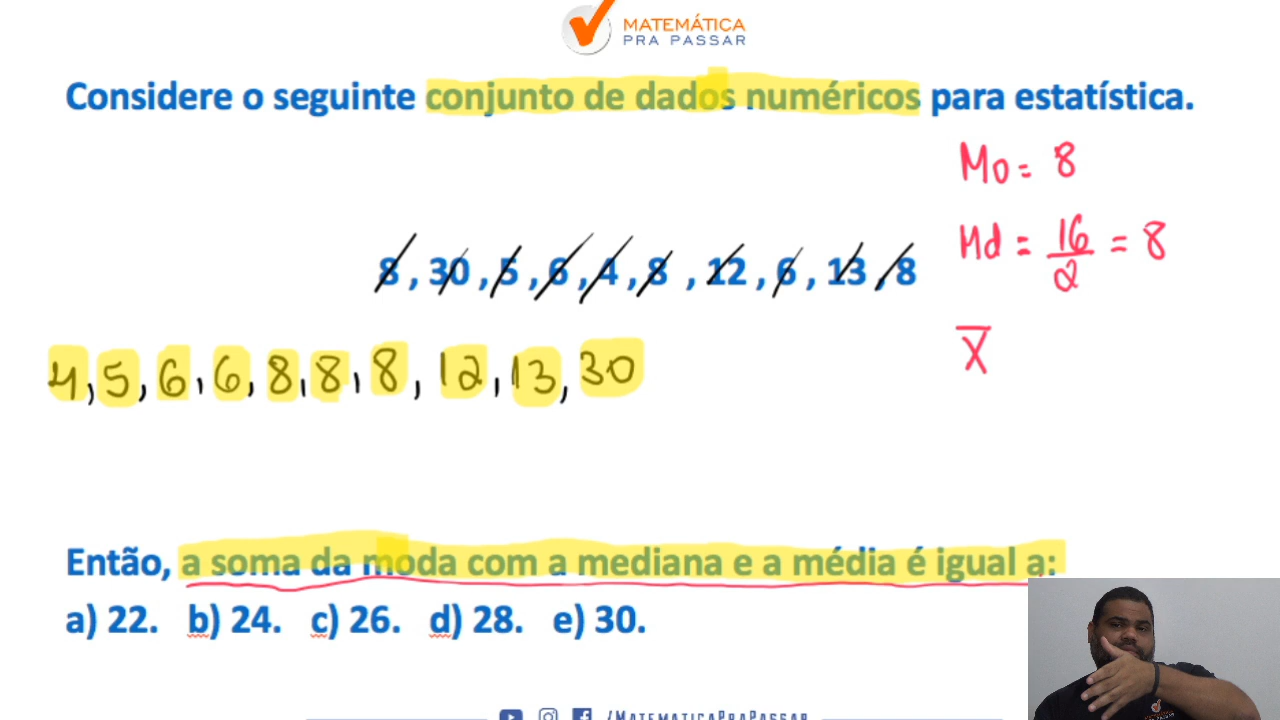 MATEMÁTICA
PRA PASSAR
Considere o seguinte conjunto de dados numéricos para estatística.
Mo = 8
8 , 30 , 5 , 6 , 4 , 8 , 12 , 6 , 13 , 8
Md = 16/2 = 8
X̅
4, 5, 6, 6, 8, 8, 8, 12, 13, 30
Então, a soma da moda com a mediana e a média é igual a:
a) 22. b) 24. c) 26. d) 28. e) 30.
/MATEMATICAPRAPASSAR